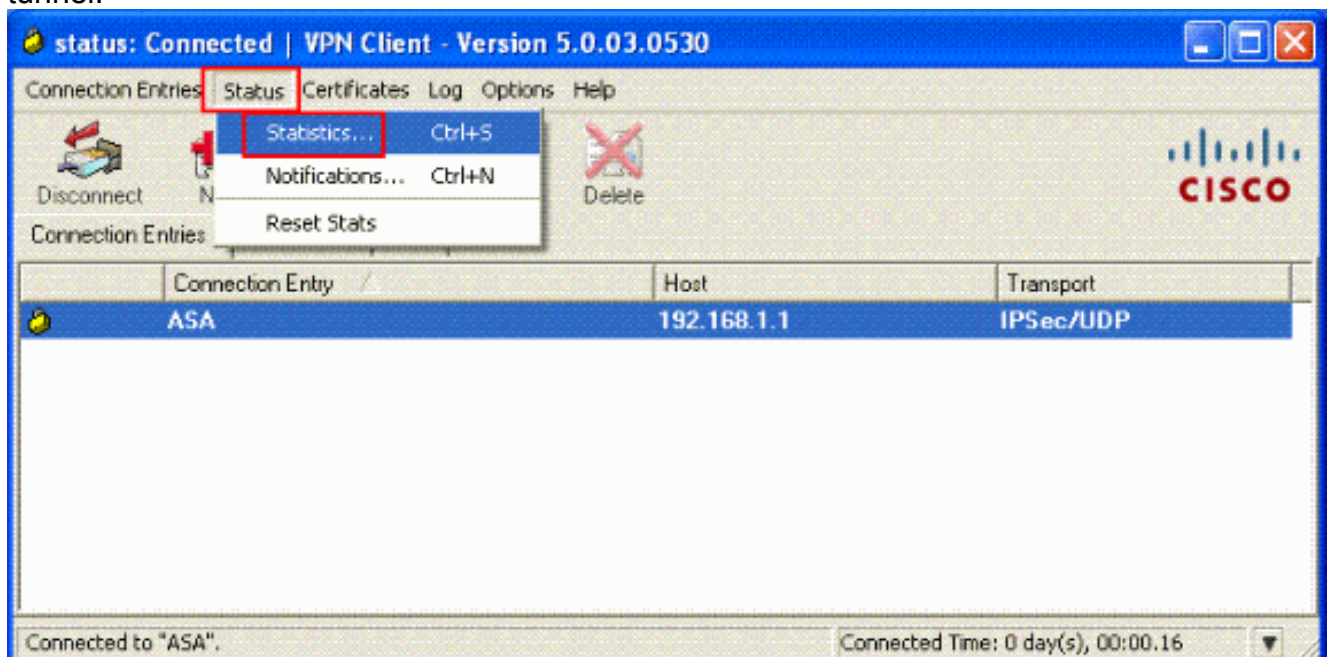 tunnel.
status: Connected | VPN Client - Version 5.0.03.0530
Connection Entries Status Certificates Log Options Help
Statistics... Ctrl+S
Notifications... Ctrl+N
Reset Stats
Disconnect N Delete
CISCO
Connection Entries
Connection Entry Host Transport
ASA 192.168.1.1 IPSec/UDP
Connected to "ASA". Connected Time: 0 day(s), 00:00.16